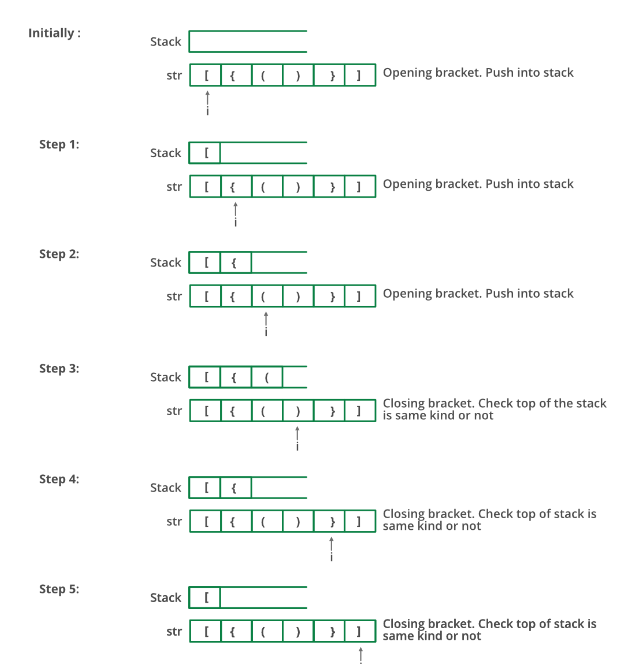 Initially :
Stack
str [ { ( ) } ] Opening bracket. Push into stack
i
Step 1:
Stack [
str [ { ( ) } ] Opening bracket. Push into stack
i
Step 2:
Stack [ {
str [ { ( ) } ] Opening bracket. Push into stack
i
Step 3:
Stack [ { (
str [ { ( ) } ] Closing bracket. Check top of the stack
is same kind or not
i
Step 4:
Stack [ {
str [ { ( ) } ] Closing bracket. Check top of stack is
same kind or not
i
Step 5:
Stack [
str [ { ( ) } ] Closing bracket. Check top of stack is
same kind or not